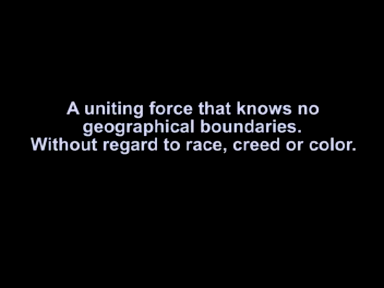 A uniting force that knows no
geographical boundaries.
Without regard to race, creed or color.